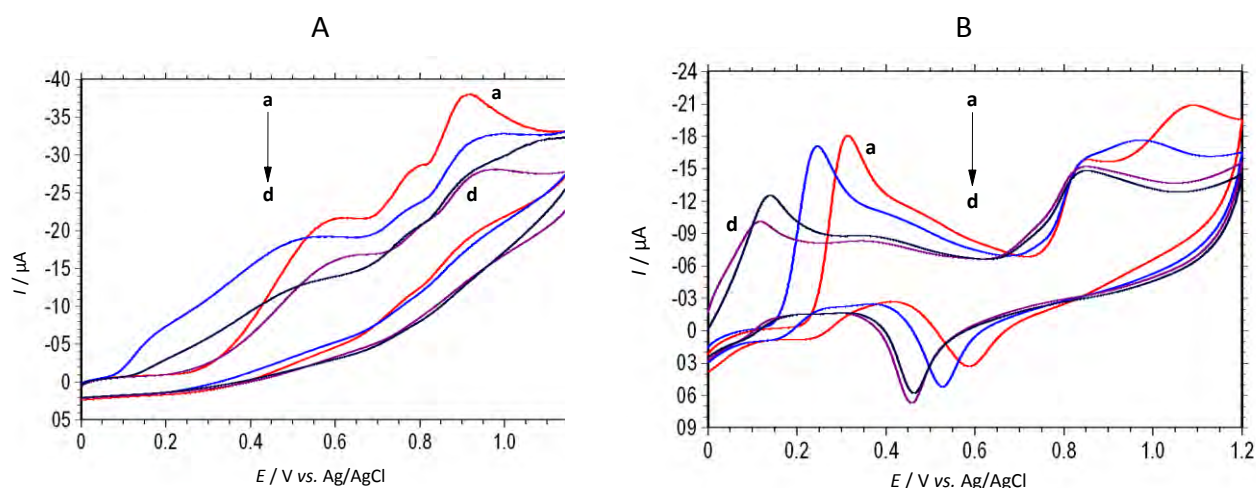 A
-40
-35
-30
-25
-20
-15
-10
-05
0
05
0 0.2 0.4 0.6 0.8 1.0
I / µA
E / V vs. Ag/AgCl
a
d
a
d
B
-24
-21
-18
-15
-12
-09
-06
-03
0
03
06
09
0 0.2 0.4 0.6 0.8 1.0 1.2
I / µA
E / V vs. Ag/AgCl
a
d
a
d